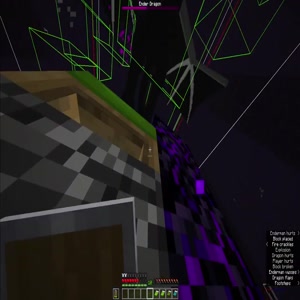 Ender Dragon
Enderman hurts
Block placed
Fire crackles
Explosion
Dragon hurts
Player hurts
Block broken
Enderman vwoops
Dragon flaps
Footsteps